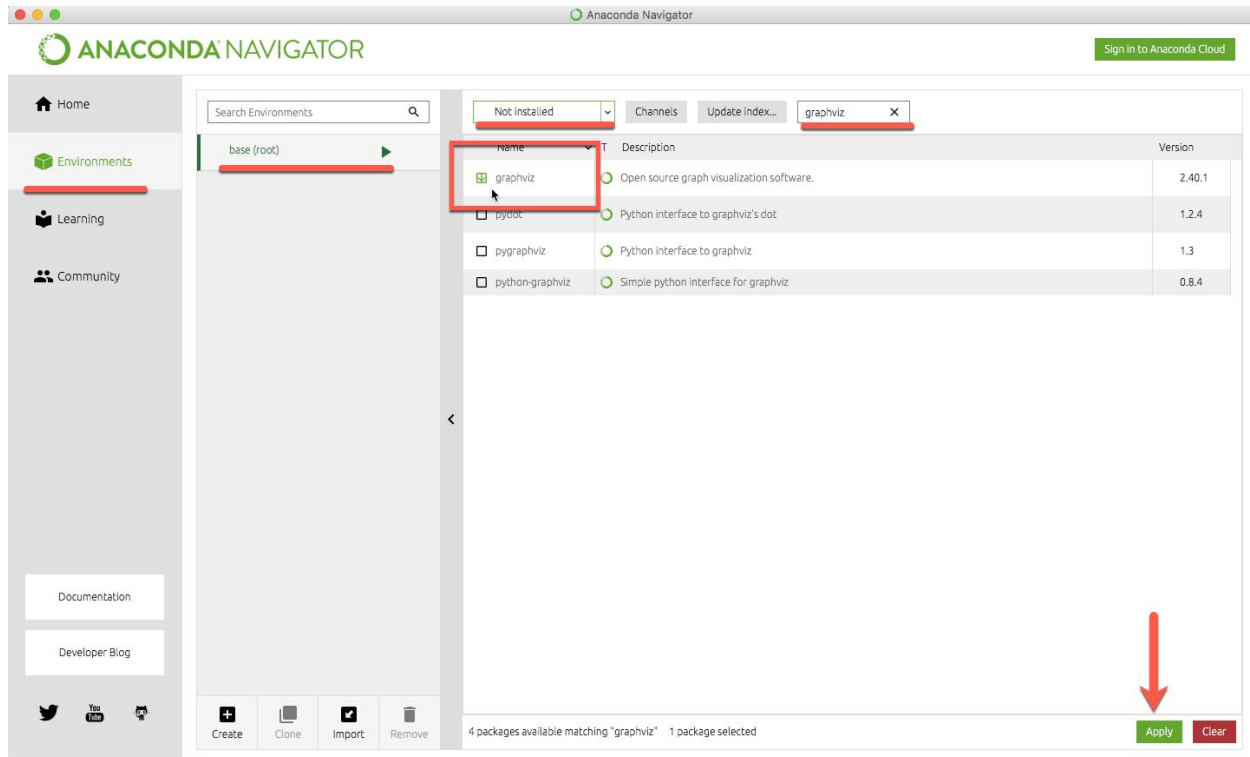 Anaconda Navigator
ANACONDA NAVIGATOR
Sign in to Anaconda Cloud
Home
Environments
Learning
Community
Documentation
Developer Blog
You Tube
Search Environments
base (root)
Create Clone Import Remove
Not installed Channels Update index... graphviz X
Name T Description Version
graphviz Open source graph visualization software. 2.40.1
pydot Python interface to graphviz's dot 1.2.4
pygraphviz Python interface to graphviz 1.3
python-graphviz Simple python interface for graphviz 0.8.4
4 packages available matching "graphviz" 1 package selected
Apply Clear